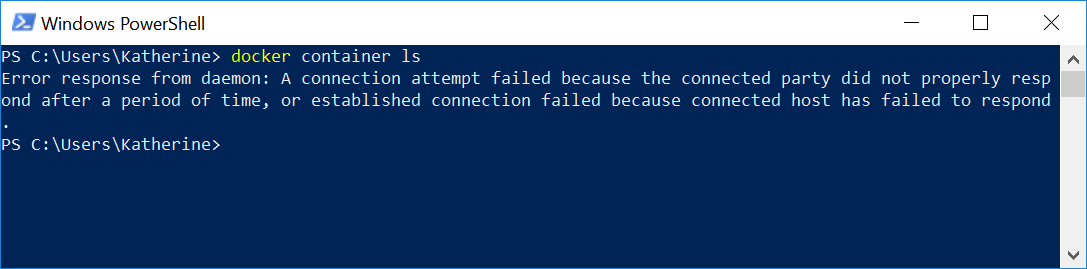 Windows PowerShell
PS C:\Users\Katherine> docker container ls
Error response from daemon: A connection attempt failed because the connected party did not properly resp
ond after a period of time, or established connection failed because connected host has failed to respond
.
PS C:\Users\Katherine>